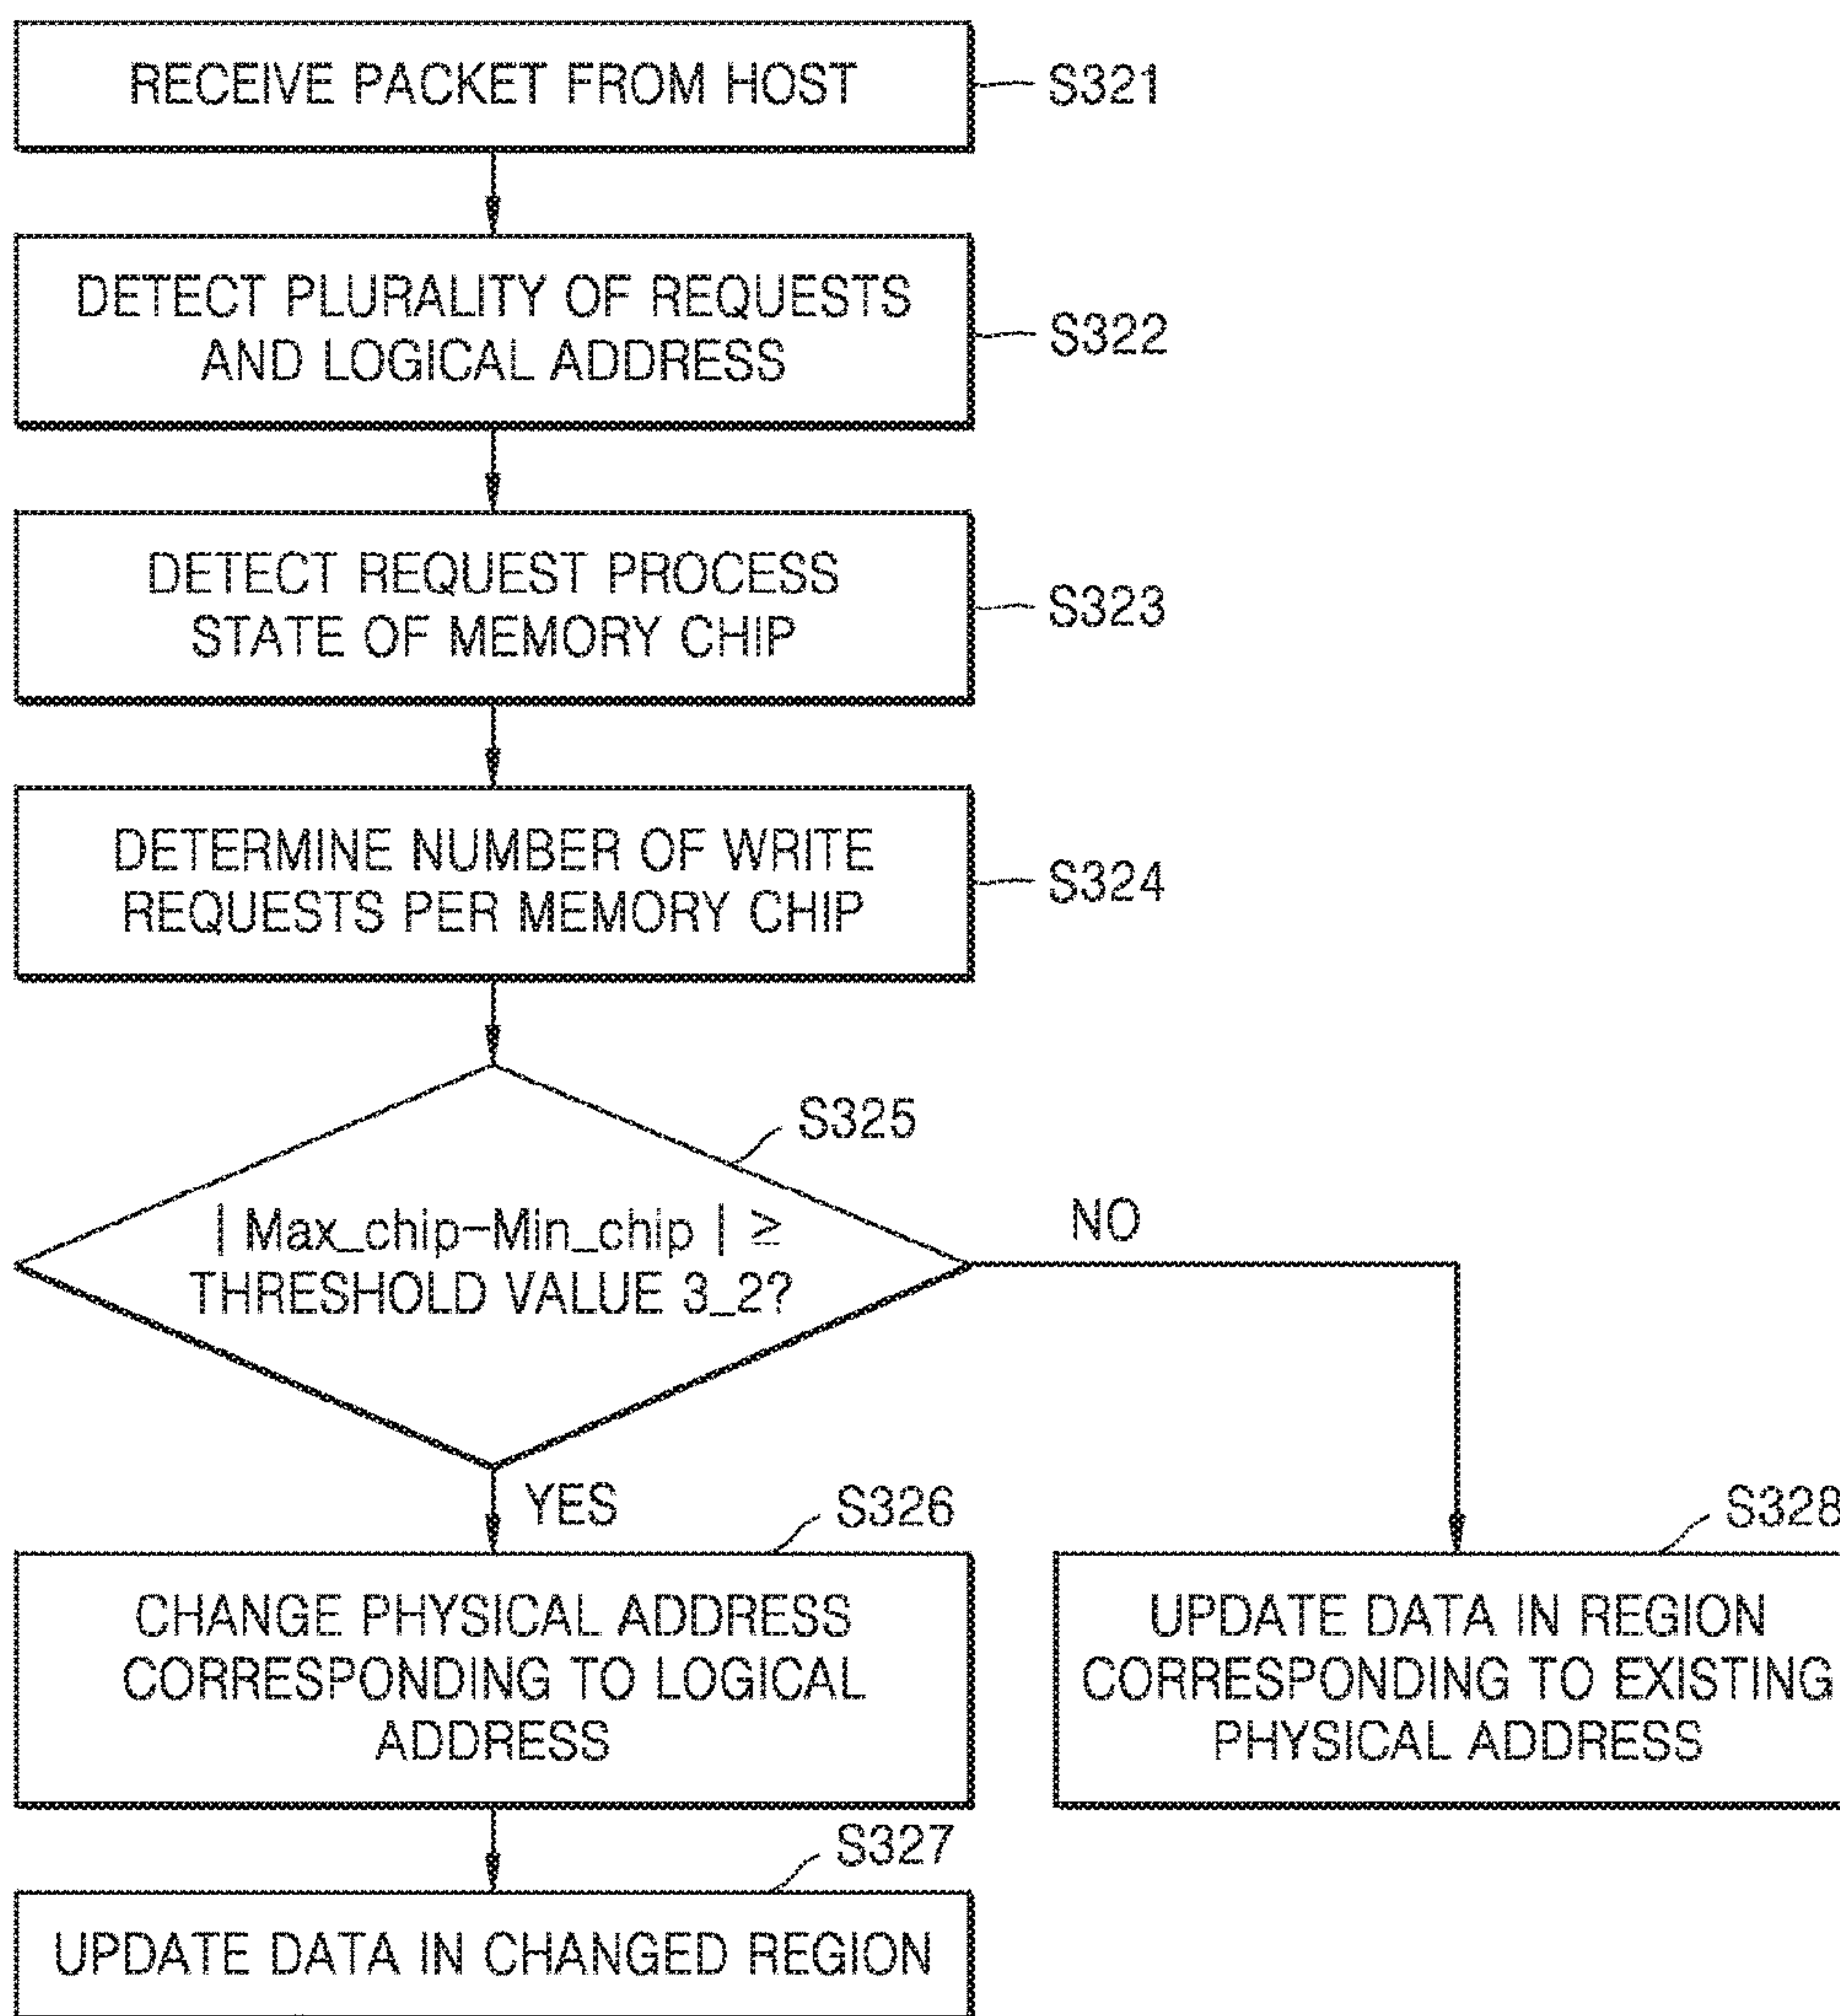 RECEIVE PACKET FROM HOST
S321
DETECT PLURALITY OF REQUESTS
AND LOGICAL ADDRESS
S322
DETECT REQUEST PROCESS
STATE OF MEMORY CHIP
S323
DETERMINE NUMBER OF WRITE
REQUESTS PER MEMORY CHIP
S324
S325
| Max_chip-Min_chip | ≥
THRESHOLD VALUE 3_2?
NO
YES
S326
CHANGE PHYSICAL ADDRESS
CORRESPONDING TO LOGICAL
ADDRESS
S328
UPDATE DATA IN REGION
CORRESPONDING TO EXISTING
PHYSICAL ADDRESS
S327
UPDATE DATA IN CHANGED REGION